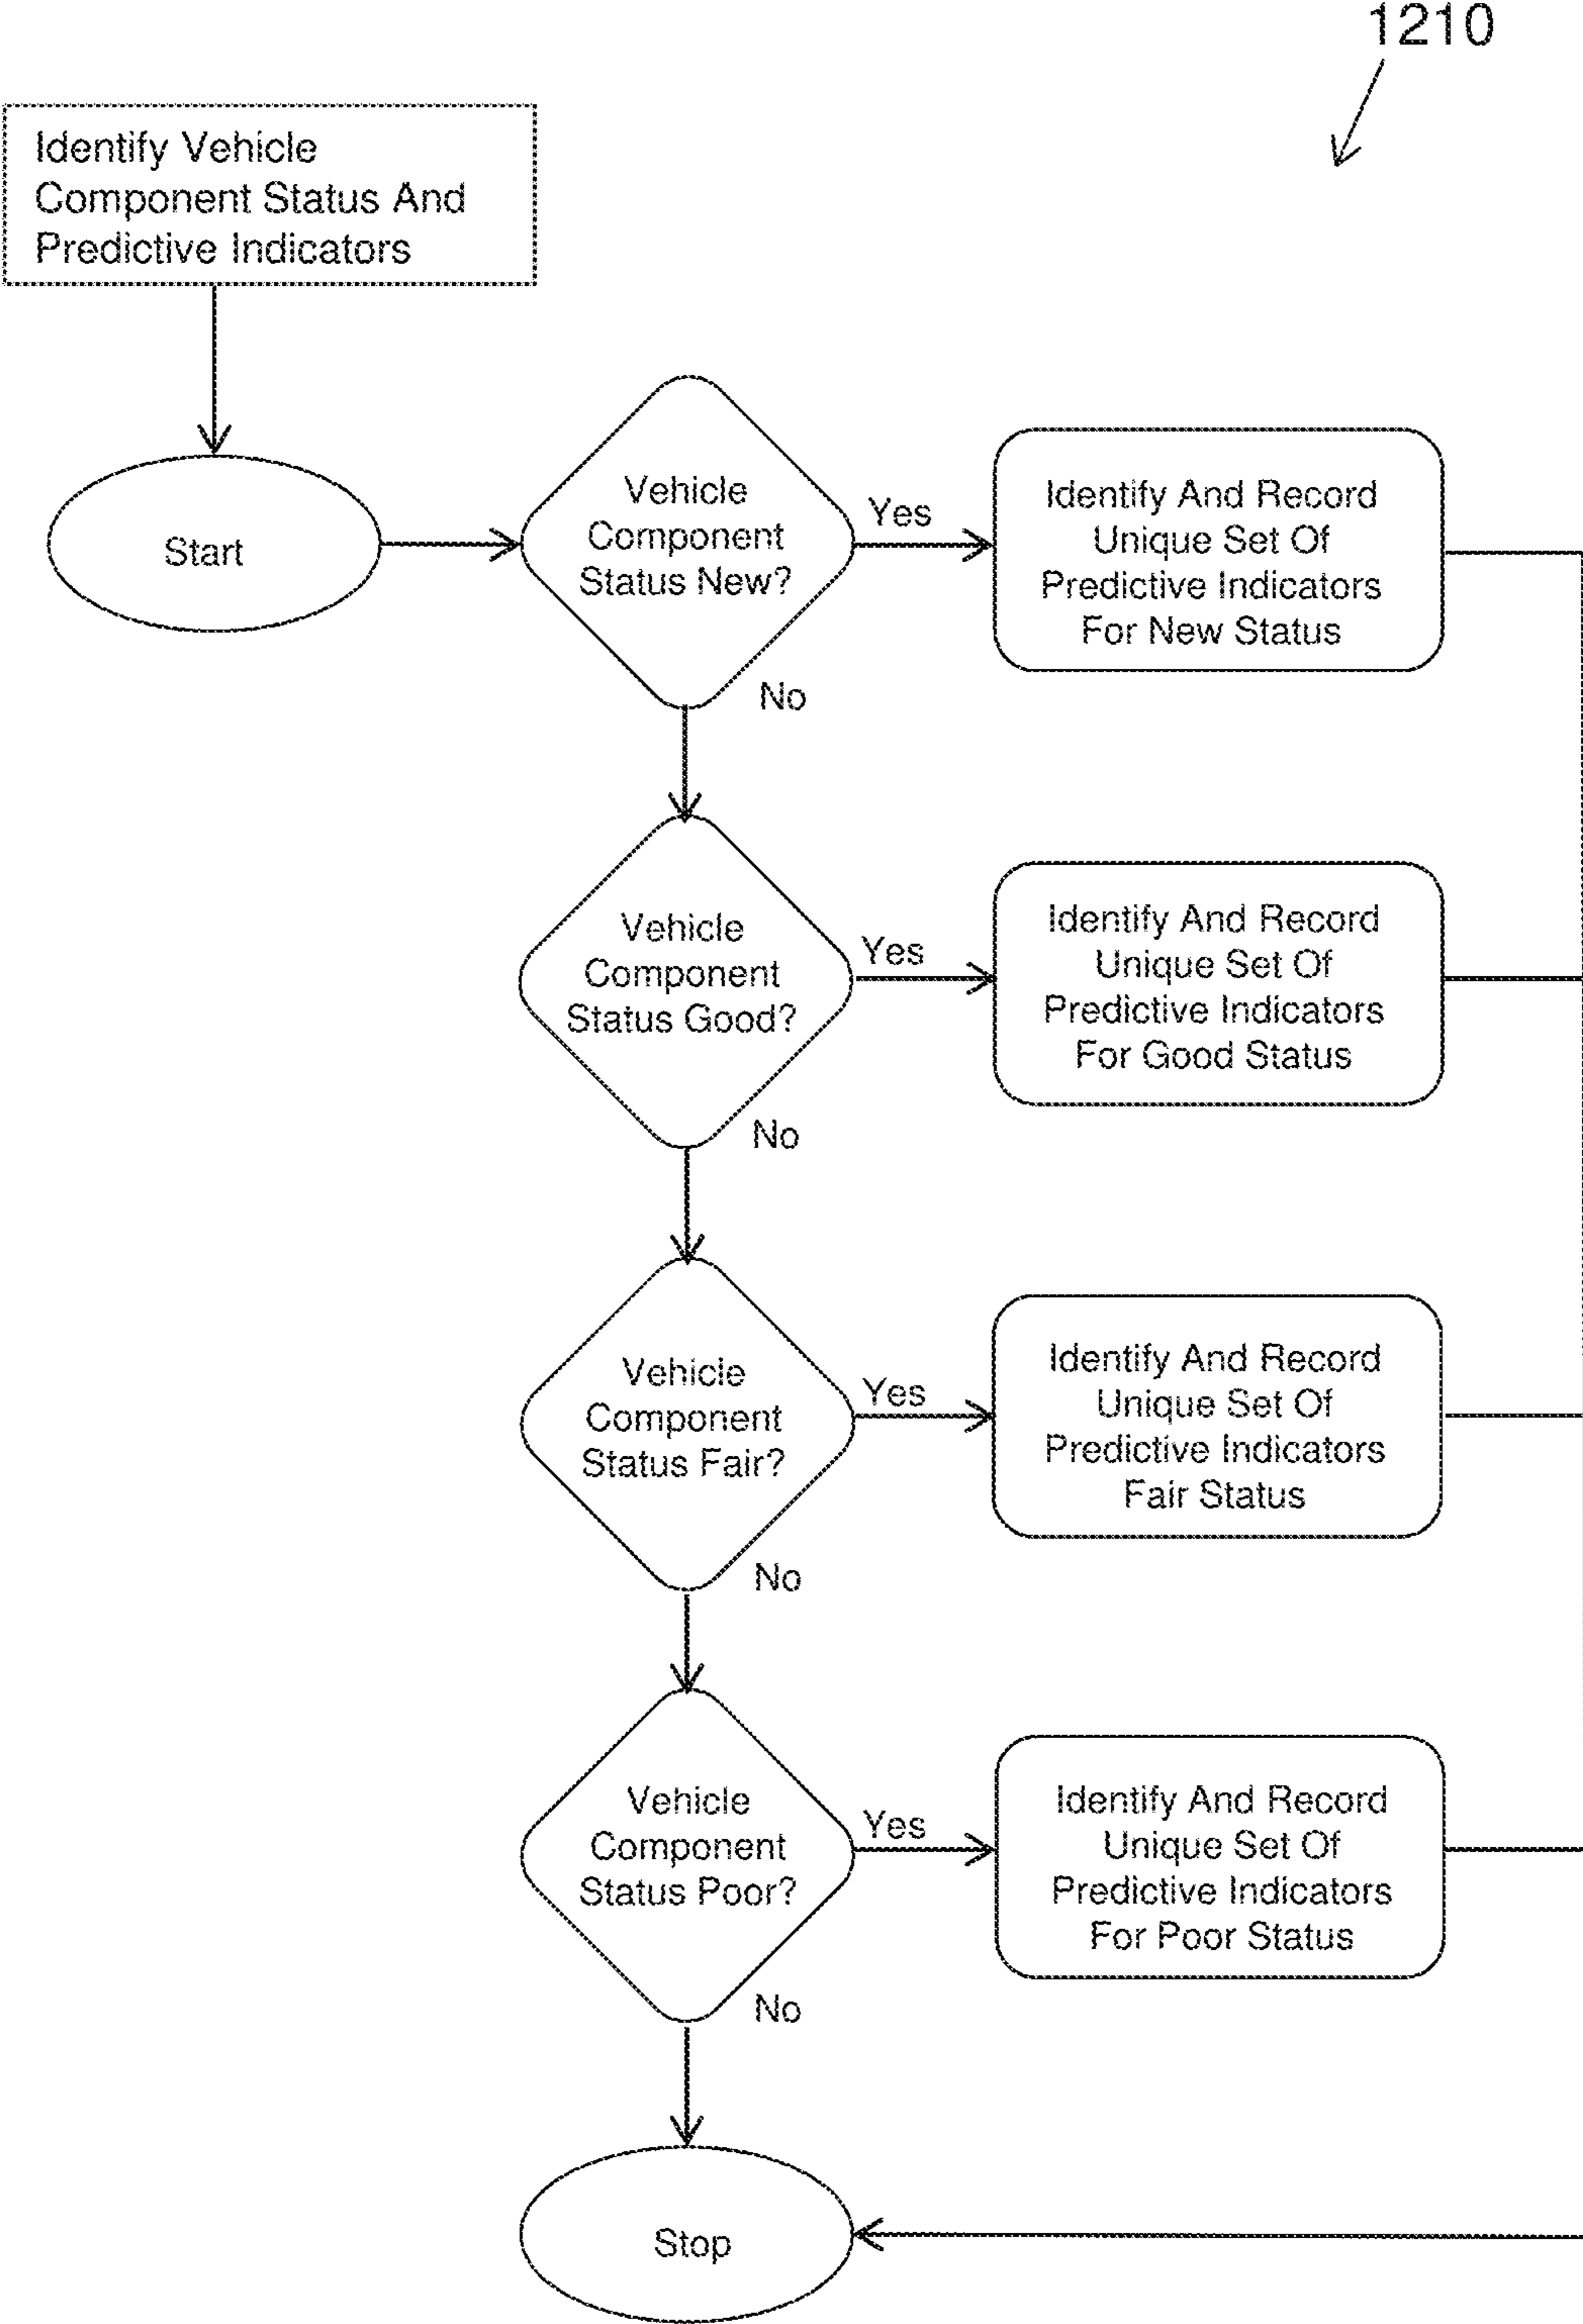 1210
Identify Vehicle
Component Status And
Predictive Indicators
Start
Vehicle
Component
Status New?
Yes
Identify And Record
Unique Set Of
Predictive Indicators
For New Status
No
Vehicle
Component
Status Good?
Yes
Identify And Record
Unique Set Of
Predictive Indicators
For Good Status
No
Vehicle
Component
Status Fair?
Yes
Identify And Record
Unique Set Of
Predictive Indicators
Fair Status
No
Vehicle
Component
Status Poor?
Yes
Identify And Record
Unique Set Of
Predictive Indicators
For Poor Status
No
Stop